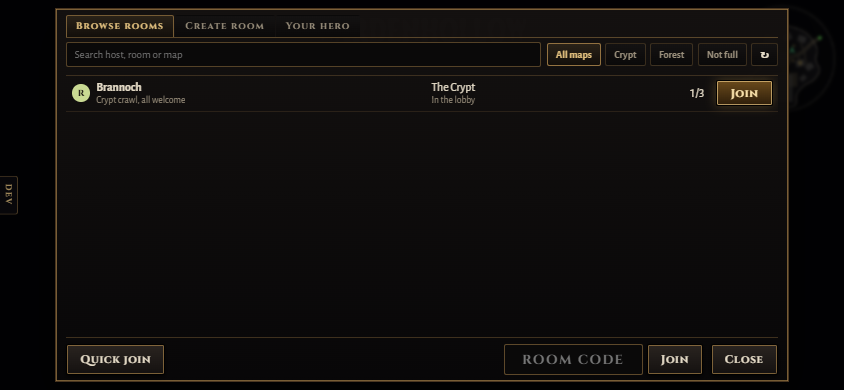 Browse rooms
Create room
Your hero
Search host, room or map
All maps
Crypt
Forest
Not full
↻
R
Brannoch
Crypt crawl, all welcome
The Crypt
In the lobby
1/3
Join
DEV
Quick join
ROOM CODE
Join
Close